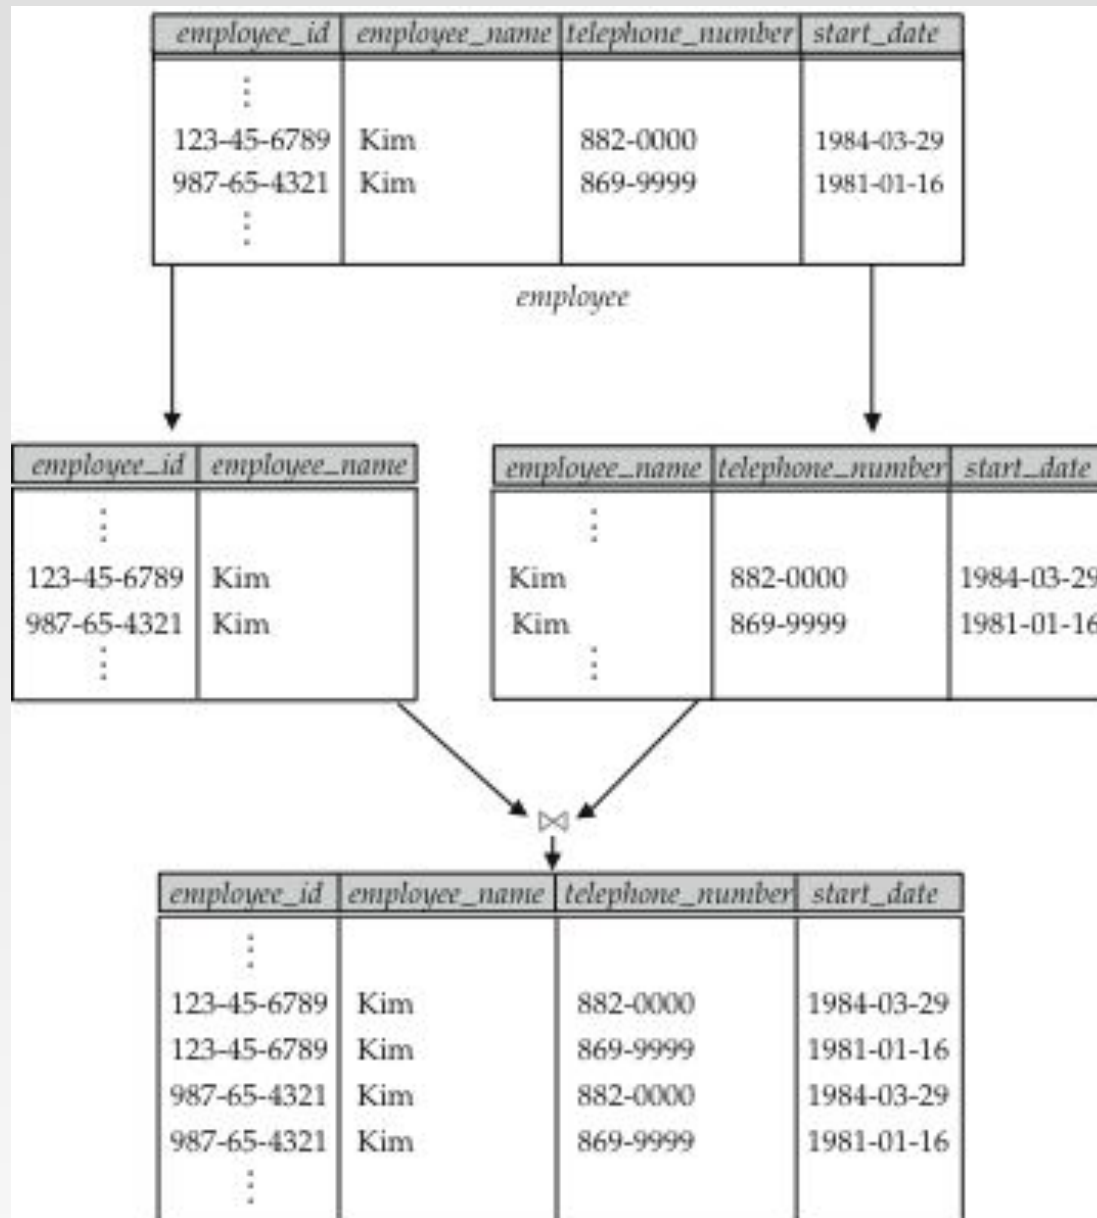 employee_id employee_name telephone_number start_date
⋮
123-45-6789 Kim 882-0000 1984-03-29
987-65-4321 Kim 869-9999 1981-01-16
⋮
employee
employee_id employee_name
⋮
123-45-6789 Kim
987-65-4321 Kim
⋮
employee_name telephone_number start_date
⋮
Kim 882-0000 1984-03-29
Kim 869-9999 1981-01-16
⋮
⋈
employee_id employee_name telephone_number start_date
⋮
123-45-6789 Kim 882-0000 1984-03-29
123-45-6789 Kim 869-9999 1981-01-16
987-65-4321 Kim 882-0000 1984-03-29
987-65-4321 Kim 869-9999 1981-01-16
⋮